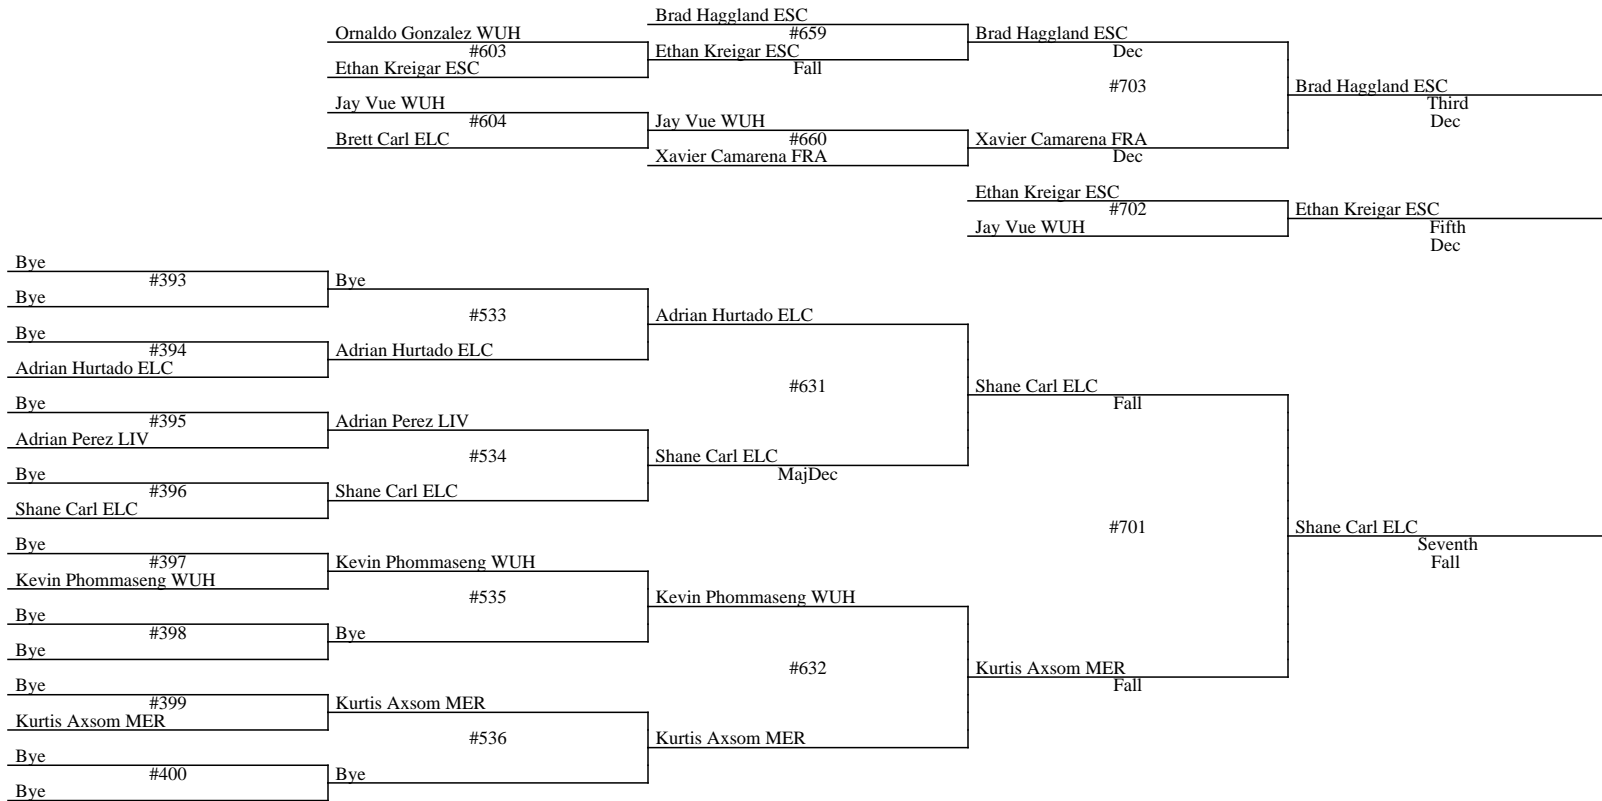 Brad Haggland ESC
Ornaldo Gonzalez WUH
#659
Brad Haggland ESC
#603
Ethan Kreigar ESC
Dec
Ethan Kreigar ESC
Fall
#703
Brad Haggland ESC
Jay Vue WUH
Third
#604
Jay Vue WUH
Dec
Brett Carl ELC
#660
Xavier Camarena FRA
Xavier Camarena FRA
Dec
Ethan Kreigar ESC
#702
Ethan Kreigar ESC
Jay Vue WUH
Fifth
Dec
Bye
#393
Bye
Bye
#533
Adrian Hurtado ELC
Bye
#394
Adrian Hurtado ELC
Adrian Hurtado ELC
#631
Shane Carl ELC
Bye
Fall
#395
Adrian Perez LIV
Adrian Perez LIV
#534
Shane Carl ELC
Bye
MajDec
#396
Shane Carl ELC
Shane Carl ELC
#701
Shane Carl ELC
Bye
Seventh
#397
Kevin Phommaseng WUH
Fall
Kevin Phommaseng WUH
#535
Kevin Phommaseng WUH
Bye
#398
Bye
Bye
#632
Kurtis Axsom MER
Bye
Fall
#399
Kurtis Axsom MER
Kurtis Axsom MER
#536
Kurtis Axsom MER
Bye
#400
Bye
Bye